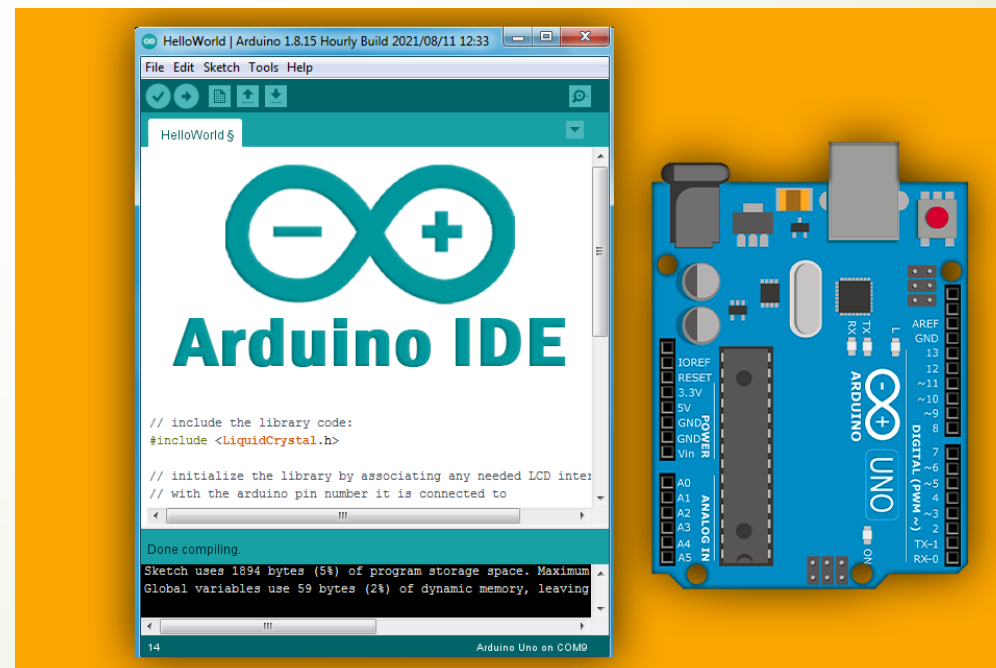 HelloWorld | Arduino 1.8.15 Hourly Build 2021/08/11 12:33
File Edit Sketch Tools Help
HelloWorld §
Arduino IDE
// include the library code:
#include <LiquidCrystal.h>
// initialize the library by associating any needed LCD inter
// with the arduino pin number it is connected to
Done compiling.
Sketch uses 1894 bytes (5%) of program storage space. Maximum
Global variables use 59 bytes (2%) of dynamic memory, leaving
14
Arduino Uno on COM9
RX
TX
L
IOREF
RESET
3.3V
5V
GND
GND
Vin
POWER
A0
A1
A2
A3
A4
A5
ANALOG IN
ARDUINO
UNO
ON
AREF
GND
13
12
~11
~10
~9
8
7
~6
~5
4
~3
2
TX-1
RX-0
DIGITAL (PWM ~)